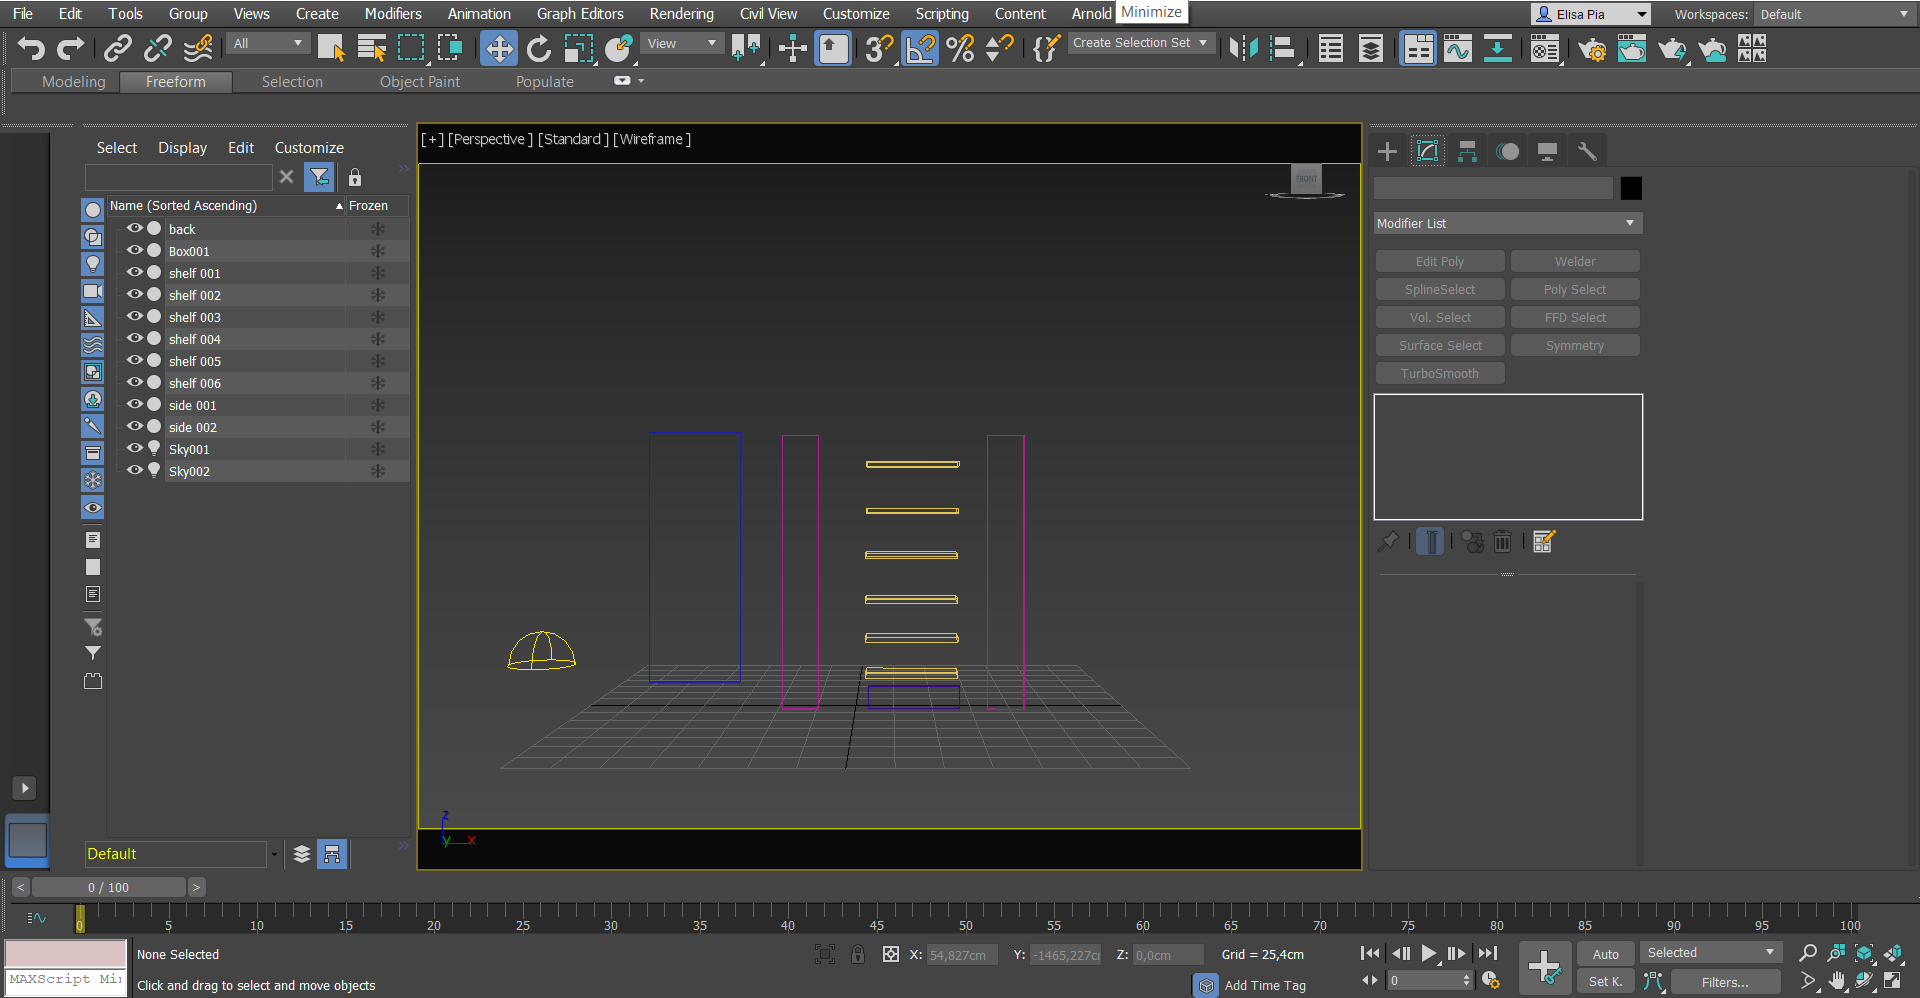 File Edit Tools Group Views Create Modifiers Animation Graph Editors Rendering Civil View Customize Scripting Content Arnold Minimize Elisa Pia Workspaces: Default
All View Create Selection Set
Modeling Freeform Selection Object Paint Populate
Select Display Edit Customize
[+] [Perspective ] [Standard ] [Wireframe ]
FRONT
Name (Sorted Ascending) Frozen
back
Box001
shelf 001
shelf 002
shelf 003
shelf 004
shelf 005
shelf 006
side 001
side 002
Sky001
Sky002
Modifier List
Edit Poly Welder
SplineSelect Poly Select
Vol. Select FFD Select
Surface Select Symmetry
TurboSmooth
z
y x
Default
< 0 / 100 >
0 5 10 15 20 25 30 35 40 45 50 55 60 65 70 75 80 85 90 95 100
None Selected X: 54,827cm Y: -1465,227cr Z: 0,0cm Grid = 25,4cm Auto Selected
MAXScript Mi
Click and drag to select and move objects Add Time Tag 0 Set K. Filters...